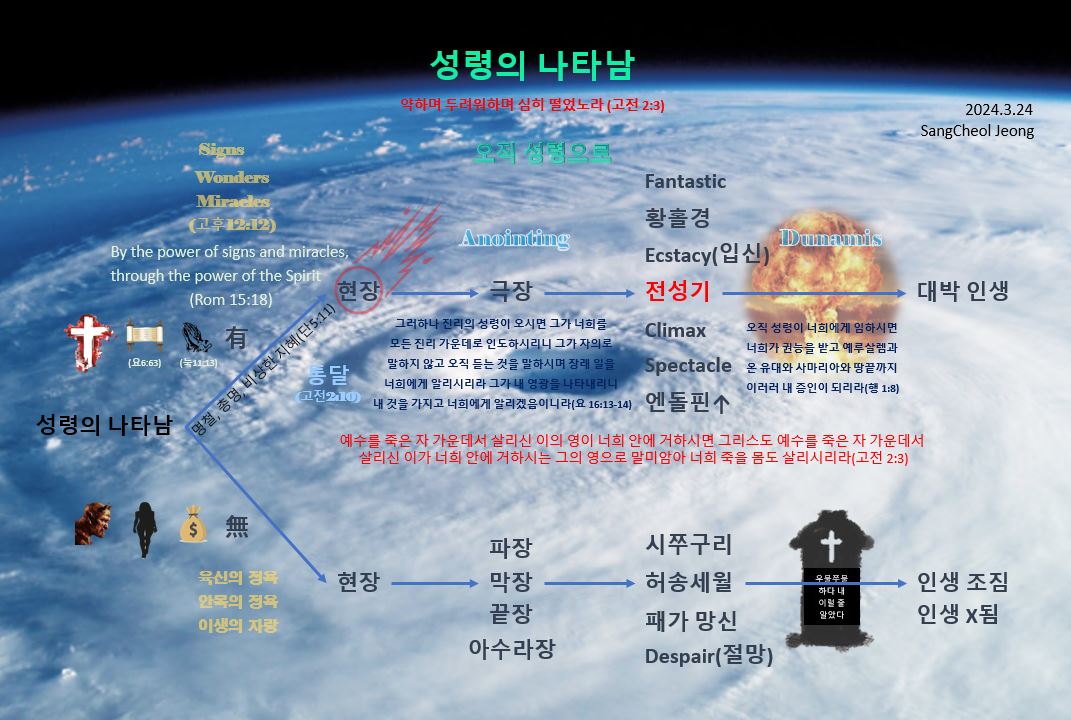 성령의 나타남
약하며 두려워하며 심히 떨었노라 (고전 2:3)
2024.3.24
SangCheol Jeong
오직 성령으로
Signs
Wonders
Miracles
(고후 12:12)
By the power of signs and miracles,
through the power of the Spirit
(Rom 15:18)
Fantastic
황홀경
Ecstacy(입신)
Anointing
Dunamis
현장
극장
전성기
대박 인생
명철, 총명, 비상한 지혜(단5:11)
(요6:63)
(눅11:13)
有
통달
(고전2:10)
그러하나 진리의 성령이 오시면 그가 너희를
모든 진리 가운데로 인도하시리니 그가 자의로
말하지 않고 오직 듣는 것을 말하시며 장래 일을
너희에게 알리시리라 그가 내 영광을 나타내리니
내 것을 가지고 너희에게 알리겠음이니라(요 16:13-14)
Climax
Spectacle
엔돌핀↑
오직 성령이 너희에게 임하시면
너희가 권능을 받고 예루살렘과
온 유대와 사마리아와 땅끝까지
이러러 내 증인이 되리라(행 1:8)
성령의 나타남
예수를 죽은 자 가운데서 살리신 이의 영이 너희 안에 거하시면 그리스도 예수를 죽은 자 가운데서
살리신 이가 너희 안에 거하시는 그의 영으로 말미암아 너희 죽을 몸도 살리시리라(고전 2:3)
$
無
육신의 정욕
안목의 정욕
이생의 자랑
현장
파장
막장
끝장
아수라장
시쭈구리
허송세월
패가 망신
Despair(절망)
우물쭈물
하다 내
이럴 줄
알았다
인생 조짐
인생 X됨